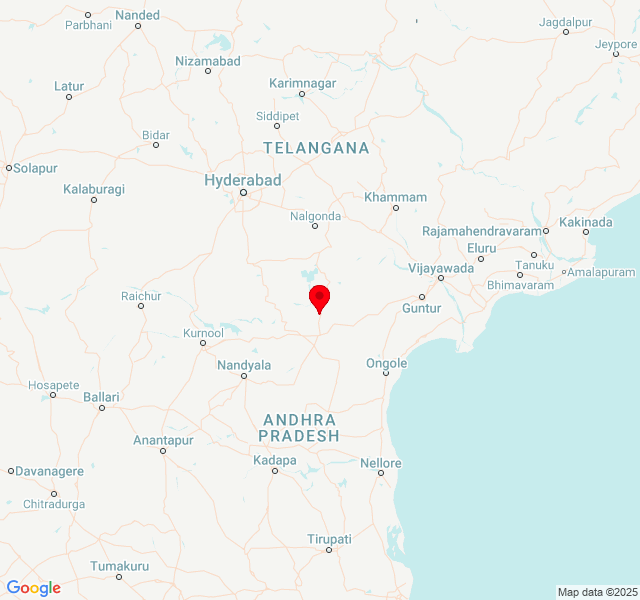 Nanded
Parbhani
Jagdalpur
Jeypore
Nizamabad
Latur
Karimnagar
Siddipet
Bidar
TELANGANA
Solapur
Hyderabad
Kalaburagi
Khammam
Nalgonda
Rajamahendravaram
Kakinada
Eluru
Vijayawada
Tanuku
Amalapuram
Bhimavaram
Raichur
Guntur
Kurnool
Nandyala
Ongole
Hosapete
Ballari
ANDHRA
PRADESH
Anantapur
Kadapa
Nellore
Davanagere
Chitradurga
Tirupati
Tumakuru
Google
Map data ©2025